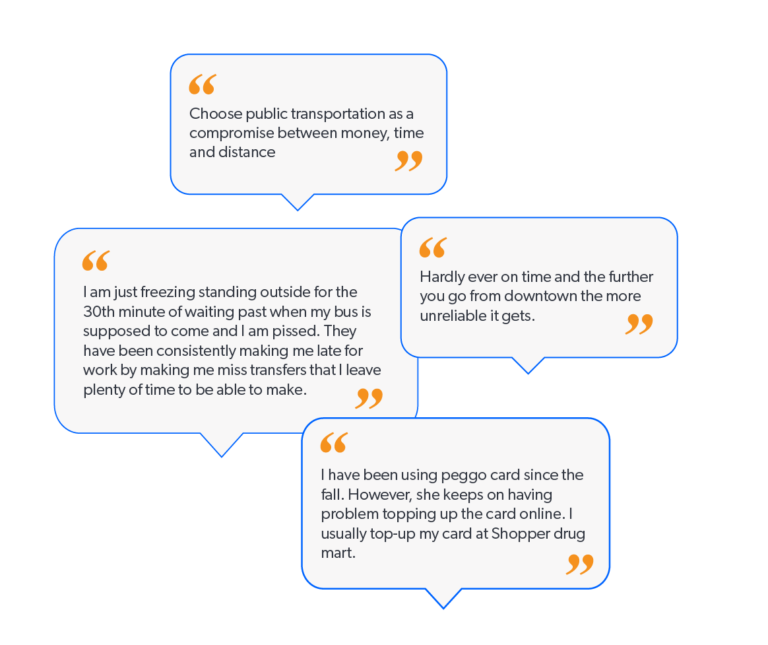 “
Choose public transportation as a
compromise between money, time
and distance
”
“
I am just freezing standing outside for the
30th minute of waiting past when my bus is
supposed to come and I am pissed. They
have been consistently making me late for
work by making me miss transfers that I leave
plenty of time to be able to make.
”
“
Hardly ever on time and the further
you go from downtown the more
unreliable it gets.
”
“
I have been using peggo card since the
fall. However, she keeps on having
problem topping up the card online. I
usually top-up my card at Shopper drug
mart.
”